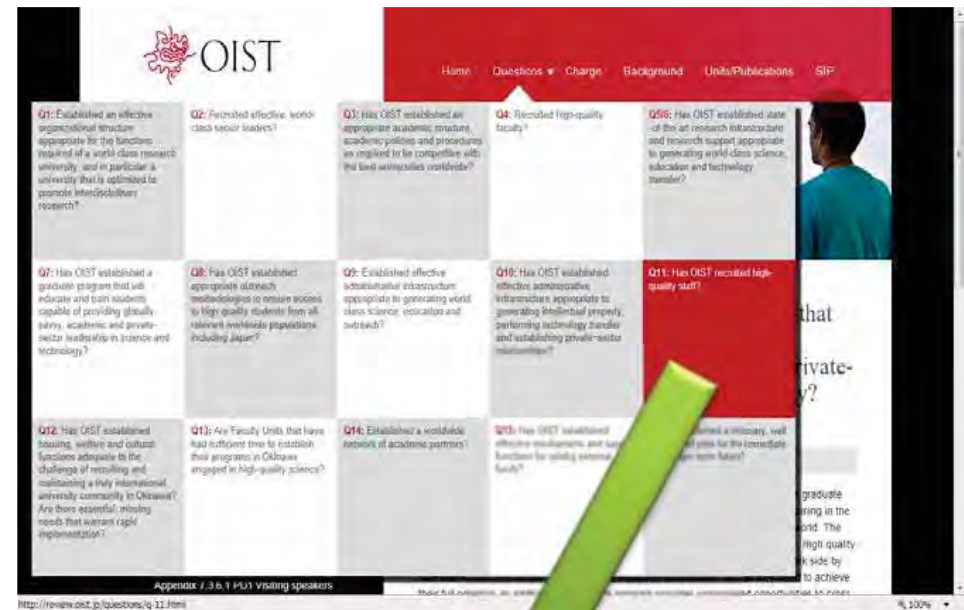 OIST
Home Questions ▾ Charge Background Units/Publications SIP
Q1: Established an effective
organizational structure
appropriate for the functions
required of a world class research
university, and in particular a
university that is optimized to
promote interdisciplinary
research?
Q2: Recruited effective, world-
class senior leaders?
Q3: Has OIST established an
appropriate academic structure,
academic policies and procedures
as required to be competitive with
the best universities worldwide?
Q4: Recruited high-quality
faculty?
Q5/6: Has OIST established state
-of-the art research infrastructure
and research support appropriate
to generating world class science,
education and technology
transfer?
Q7: Has OIST established a
graduate program that will
educate and train students
capable of providing globally-
savvy, academic and private-
sector leadership in science and
technology?
Q8: Has OIST established
appropriate outreach
methodologies to ensure access
to high quality students from all
relevant worldwide populations
including Japan?
Q9: Established effective
administrative infrastructure
appropriate to generating world
class science, education and
outreach?
Q10: Has OIST established
effective administrative
infrastructure appropriate to
generating intellectual property,
performing technology transfer
and establishing private-sector
relationships?
Q11: Has OIST recruited high-
quality staff?
that
ivate-
y?
Q12: Has OIST established
housing, welfare and cultural
functions adequate to the
challenge of recruiting and
maintaining a truly international
university community in Okinawa?
Are there essential, missing
needs that warrant rapid
implementation?
Q13: Are Faculty Units that have
had sufficient time to establish
their programs in Okinawa
engaged in high-quality science?
Q14: Established a worldwide
network of academic partners?
Q15: Has OIST established
effective mechanisms and
functions for external
funds?
a visionary, well
plan for the immediate
term future?
graduate
ring in the
orld. The
high quality
k side by
to achieve
Appendix 7.3.6.1 PD1 Visiting speakers
http://review.oist.jp/questions/q-11.html
100%